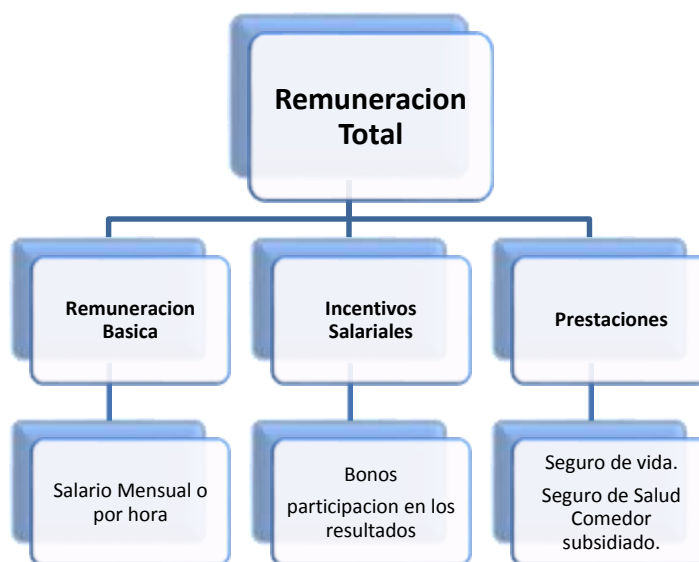 Remuneracion
Total
Remuneracion
Basica
Incentivos
Salariales
Prestaciones
Salario Mensual o
por hora
Bonos
participacion en los
resultados
Seguro de vida.
Seguro de Salud
Comedor
subsidiado.